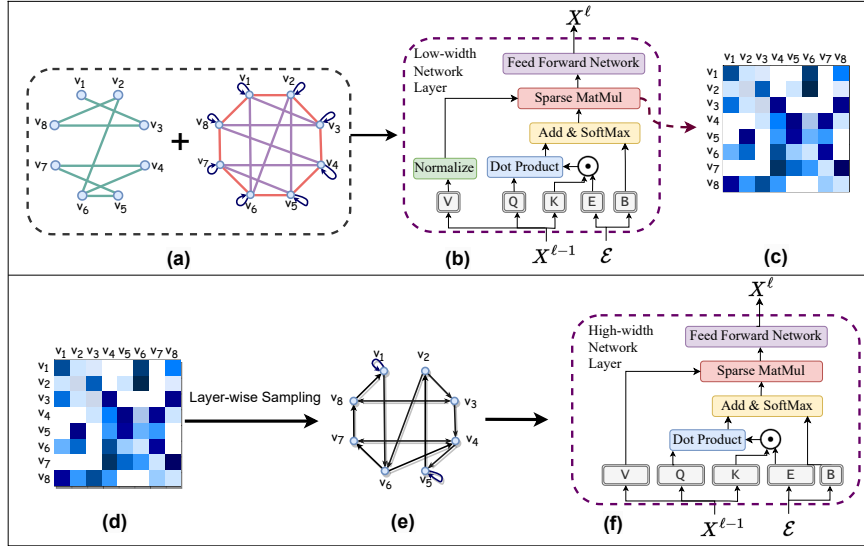 v1 v2
v8 v3
v7 v4
v6 v5
(a)
+
v1 v2
v8 v3
v7 v4
v6 v5
X^ℓ
Low-width
Network
Layer
Feed Forward Network
Sparse MatMul
Add & SoftMax
Normalize
Dot Product
V Q K E B
X^{ℓ-1} ℰ
(b)
v1 v2 v3 v4 v5 v6 v7 v8
v1
v2
v3
v4
v5
v6
v7
v8
(c)
v1 v2 v3 v4 v5 v6 v7 v8
v1
v2
v3
v4
v5
v6
v7
v8
(d)
Layer-wise Sampling
v1 v2
v8 v3
v7 v4
v6 v5
(e)
X^ℓ
High-width
Network
Layer
Feed Forward Network
Sparse MatMul
Add & SoftMax
Dot Product
V Q K E B
X^{ℓ-1} ℰ
(f)